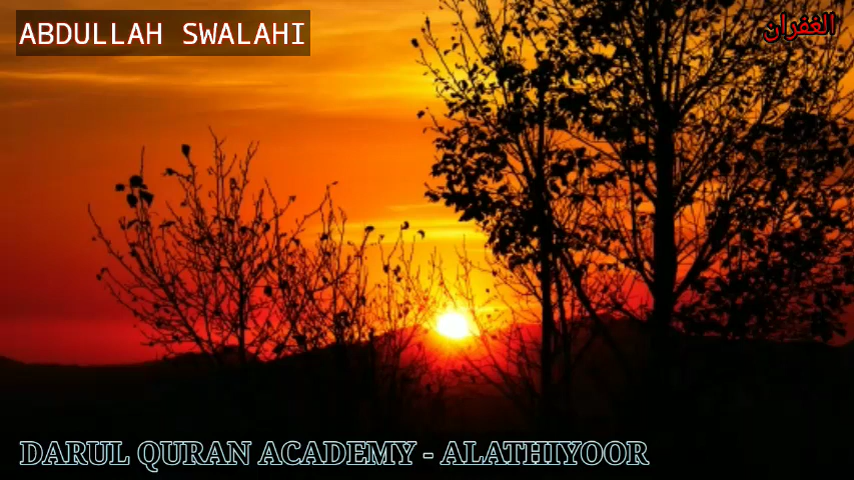 ABDULLAH SWALAHI
الغفران
DARUL QURAN ACADEMY - ALATHIYOOR